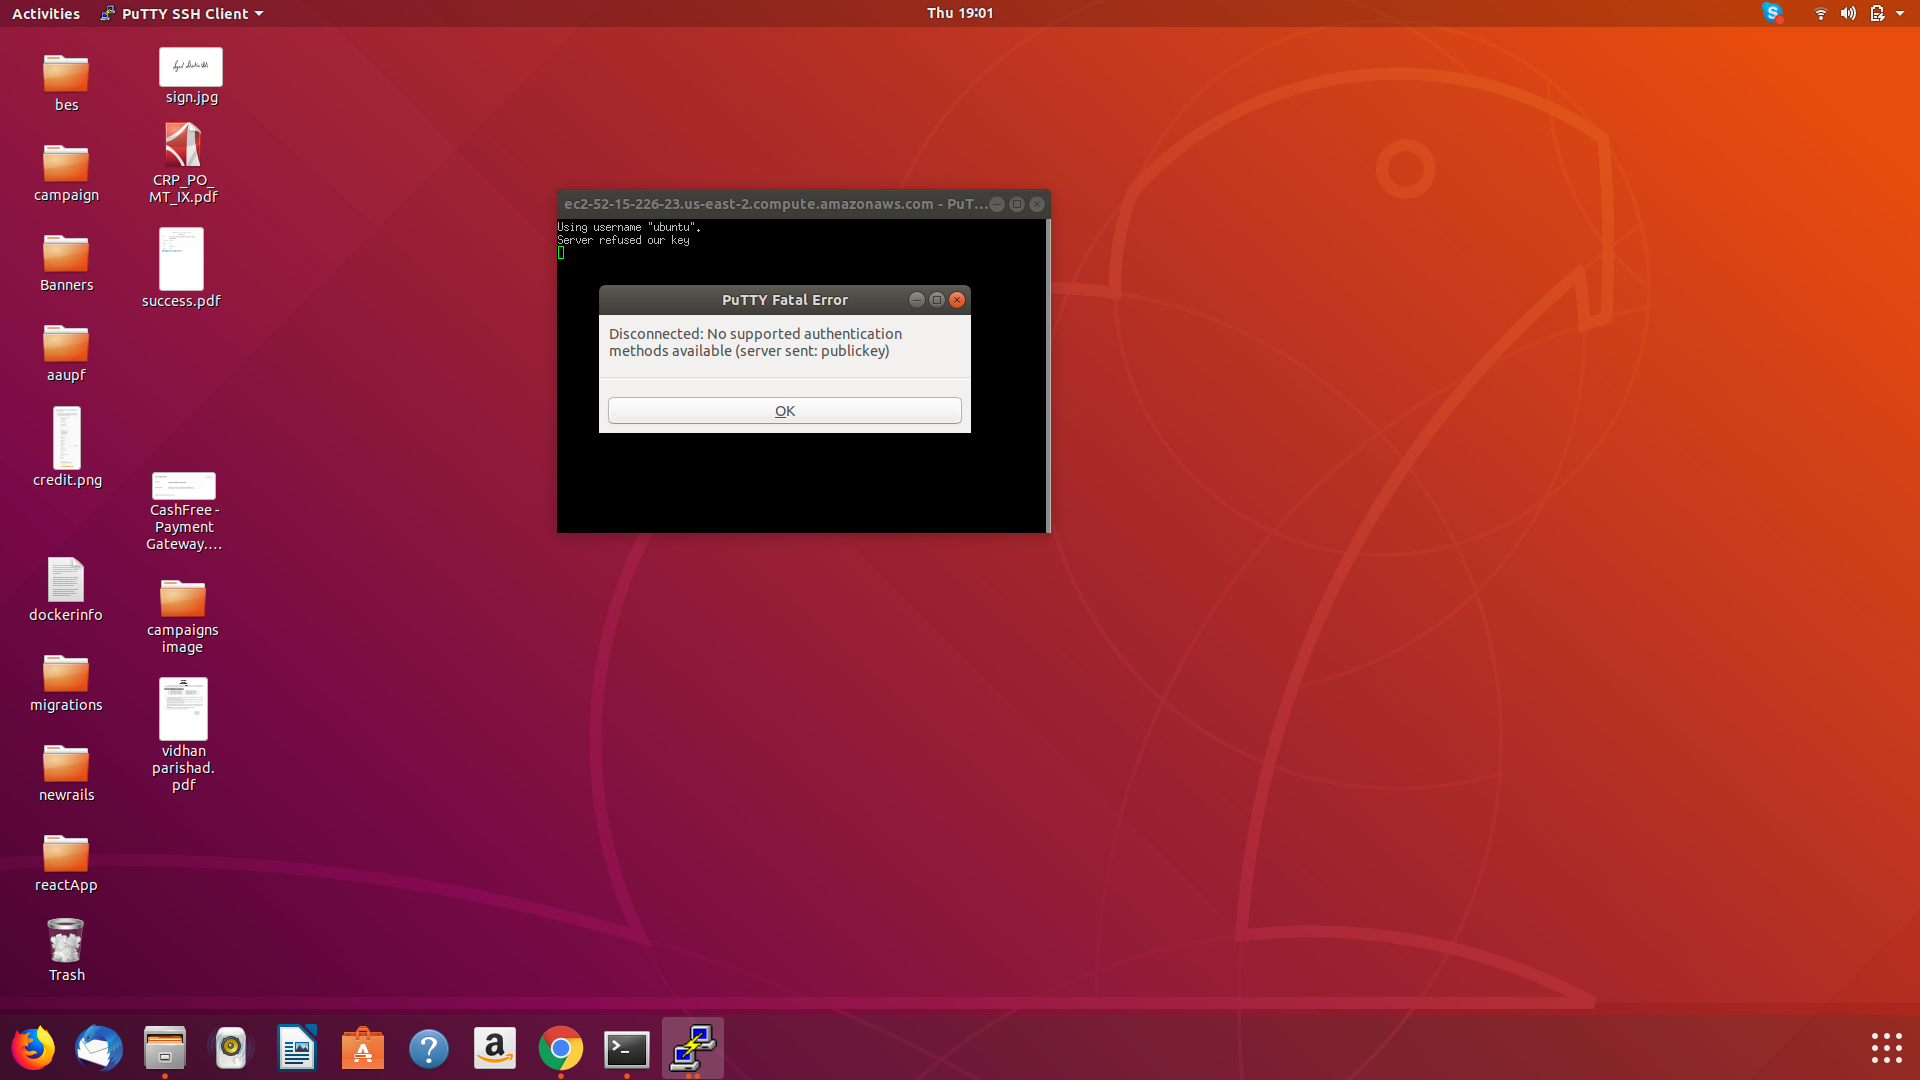 Activities
PuTTY SSH Client
Thu 19:01
bes
sign.jpg
campaign
CRP_PO_
MT_IX.pdf
Banners
success.pdf
aaupf
credit.png
CashFree -
Payment
Gateway.…
dockerinfo
campaigns
image
migrations
vidhan
parishad.
pdf
newrails
reactApp
Trash
ec2-52-15-226-23.us-east-2.compute.amazonaws.com - PuT…
Using username "ubuntu".
Server refused our key
PuTTY Fatal Error
Disconnected: No supported authentication
methods available (server sent: publickey)
OK